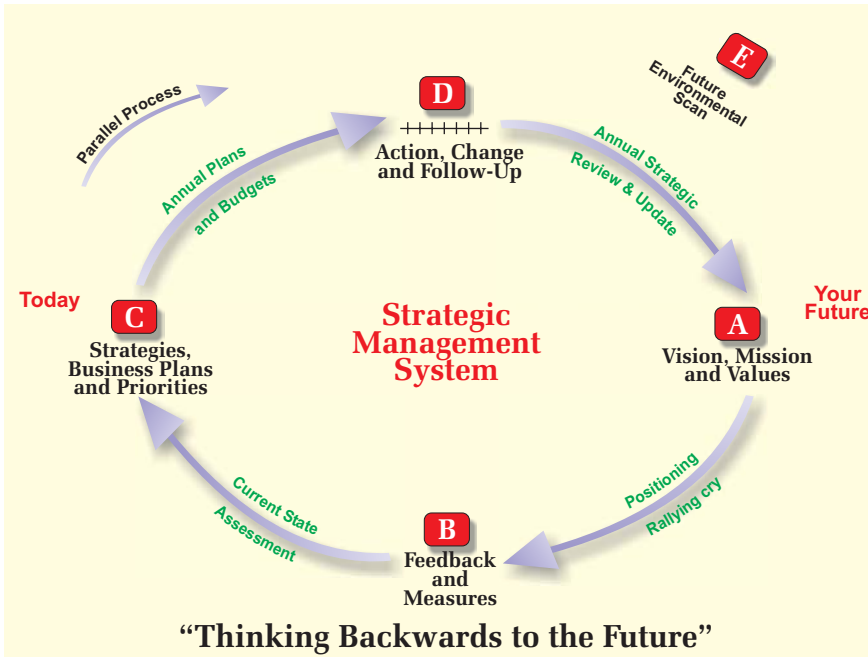 E
Future
Environmental
Scan
Parallel Process
D
Action, Change
and Follow-Up
Annual Plans
and Budgets
Annual Strategic
Review & Update
Today
C
Strategies,
Business Plans
and Priorities
Strategic
Management
System
Your
Future
A
Vision, Mission
and Values
Positioning
Rallying cry
Current State
Assessment
B
Feedback
and
Measures
“Thinking Backwards to the Future”